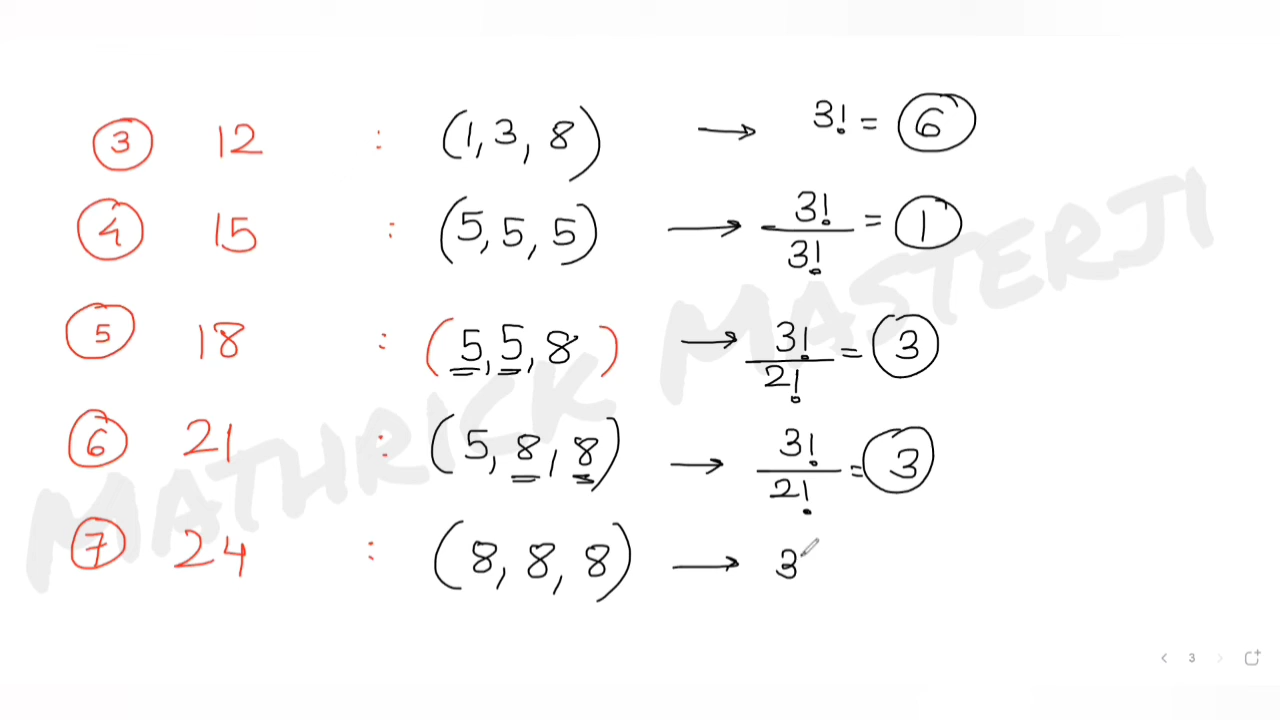 ③ 12 : (1, 3, 8) → 3! = ⑥
④ 15 : (5, 5, 5) → 3!/3! = ①
⑤ 18 : (5, 5, 8) → 3!/2! = ③
⑥ 21 : (5, 8, 8) → 3!/2! = ③
⑦ 24 : (8, 8, 8) → 3
MATHRICK MASTERJI
< 3 >